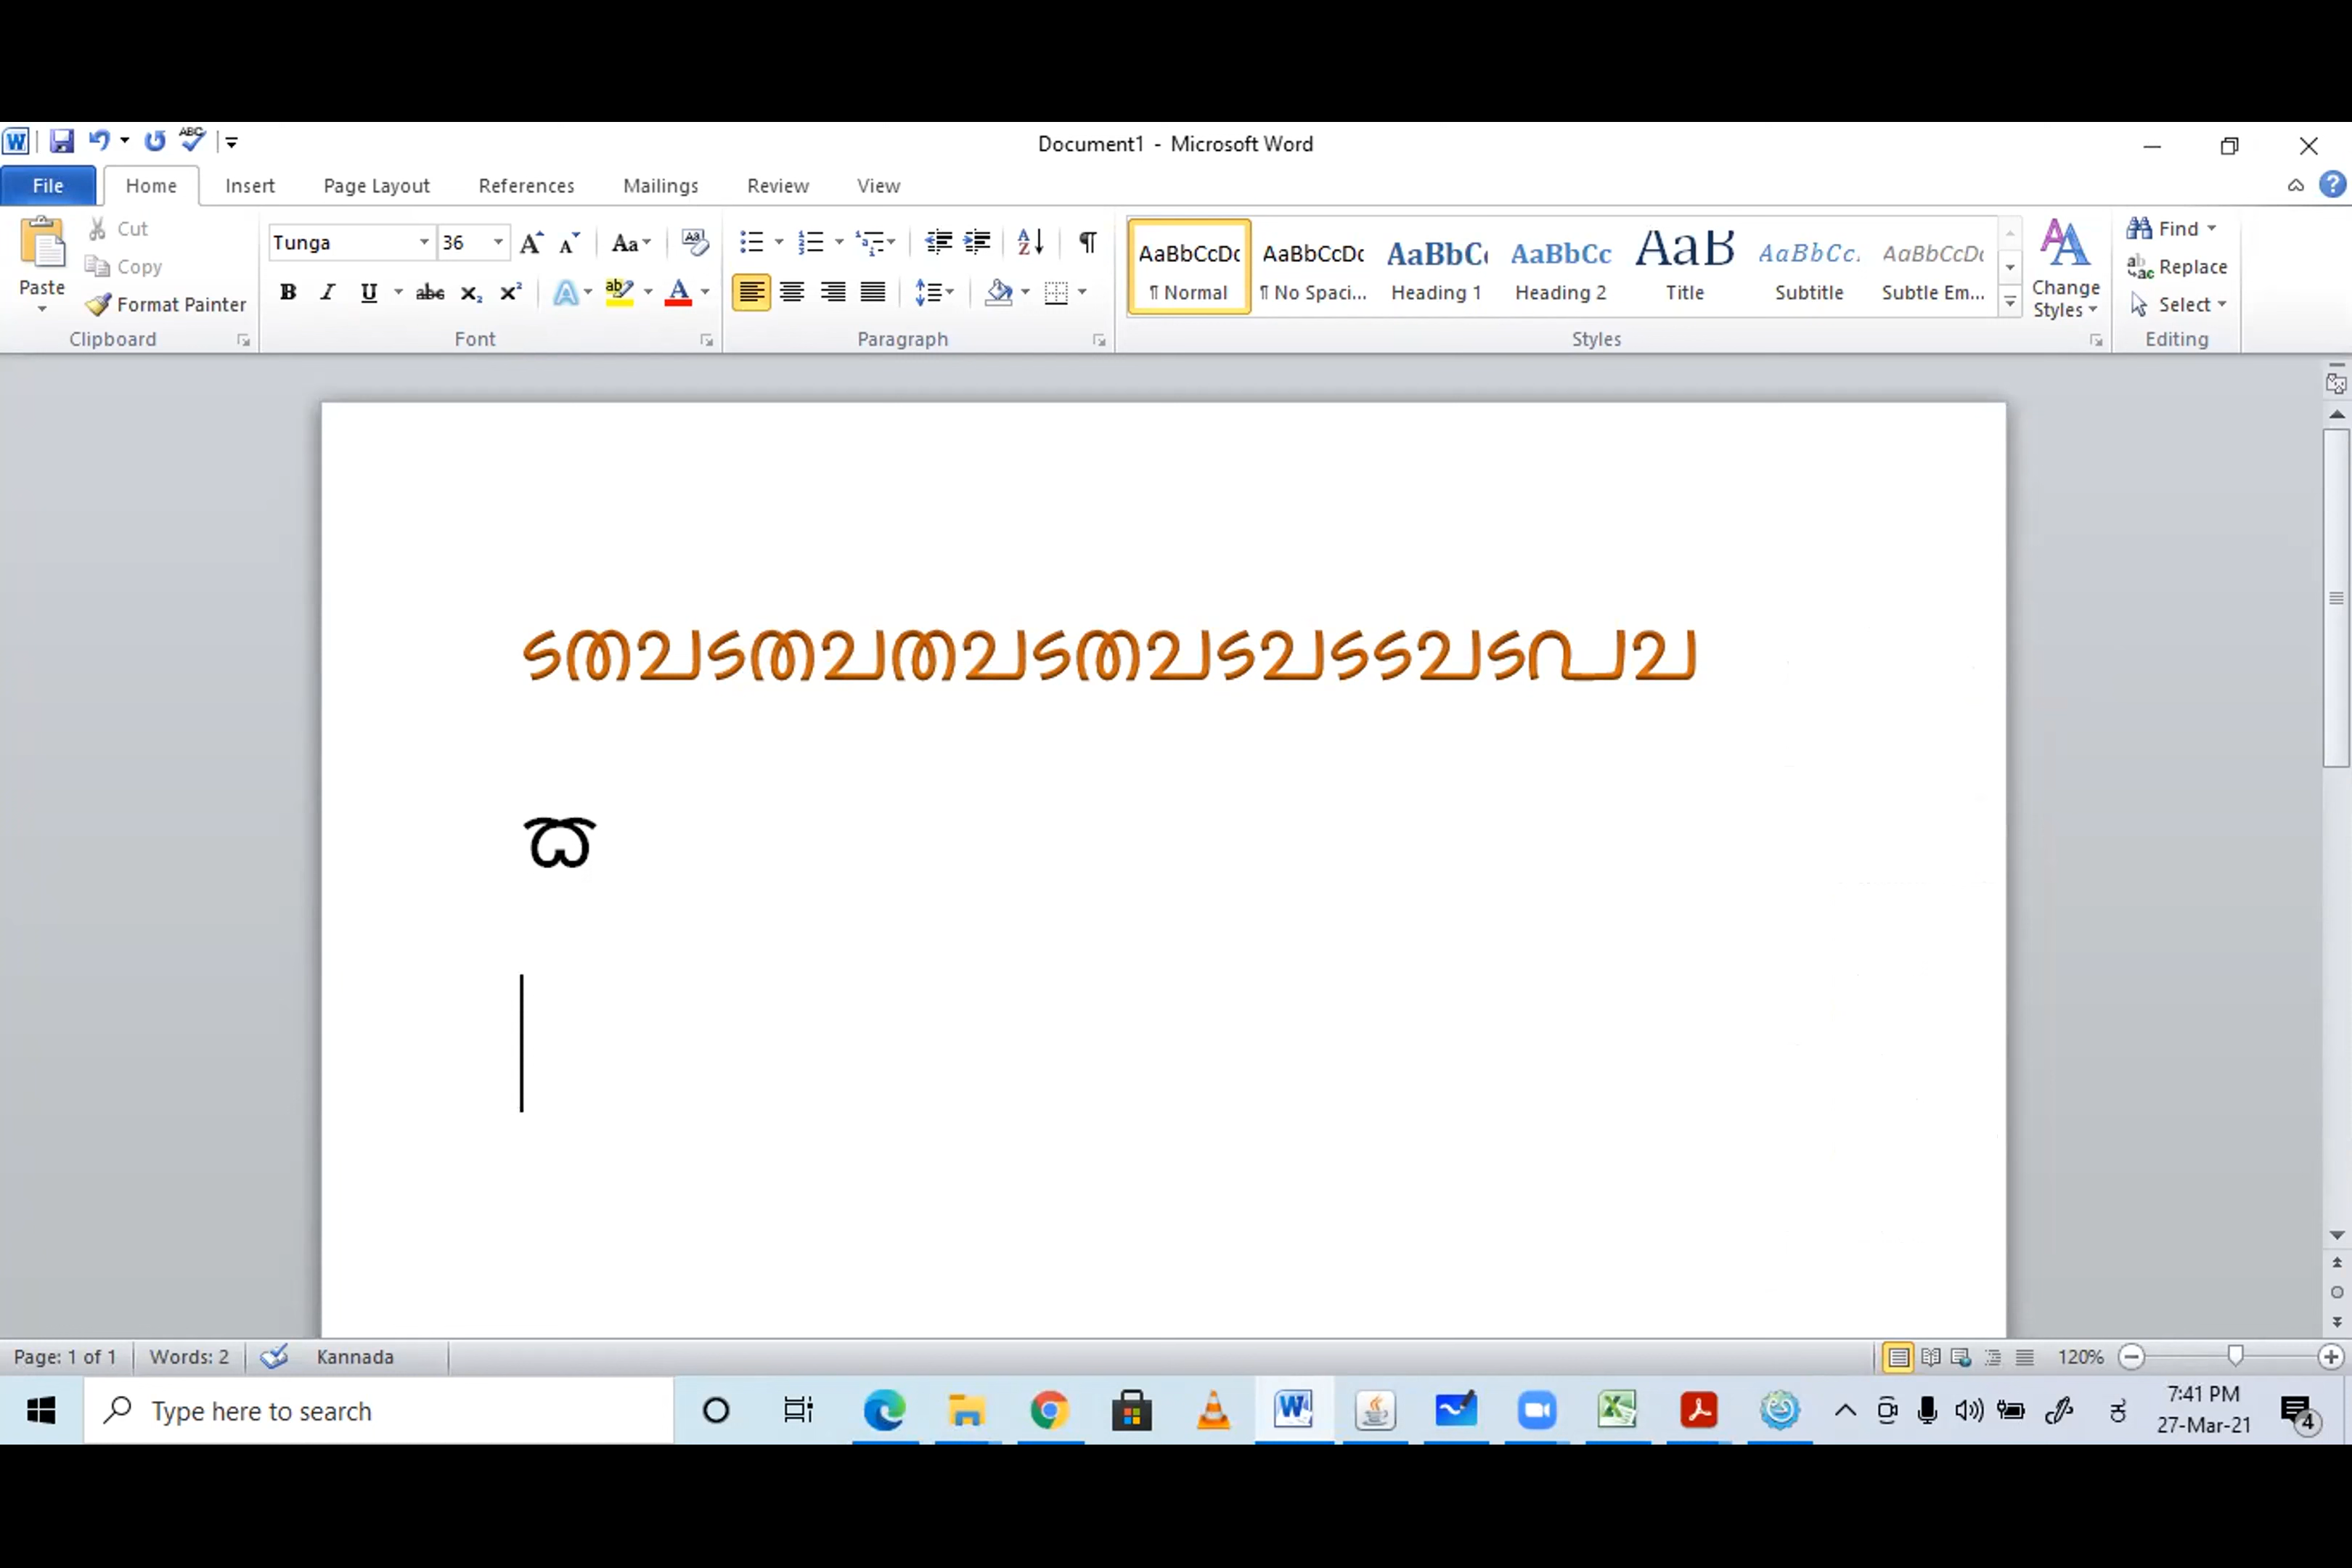 Document1 - Microsoft Word
File Home Insert Page Layout References Mailings Review View
Paste
Cut
Copy
Format Painter
Clipboard
Tunga 36
Font
Paragraph
AaBbCcDc AaBbCcDc AaBbC AaBbCc AaB AaBbCc. AaBbCcDc
¶ Normal ¶ No Spaci... Heading 1 Heading 2 Title Subtitle Subtle Em...
Change Styles
Styles
Find
Replace
Select
Editing
ടതചടതചതചടതചടചടടചടപച
ದ
Page: 1 of 1 Words: 2 Kannada 120%
Type here to search
ಕ
7:41 PM
27-Mar-21
4